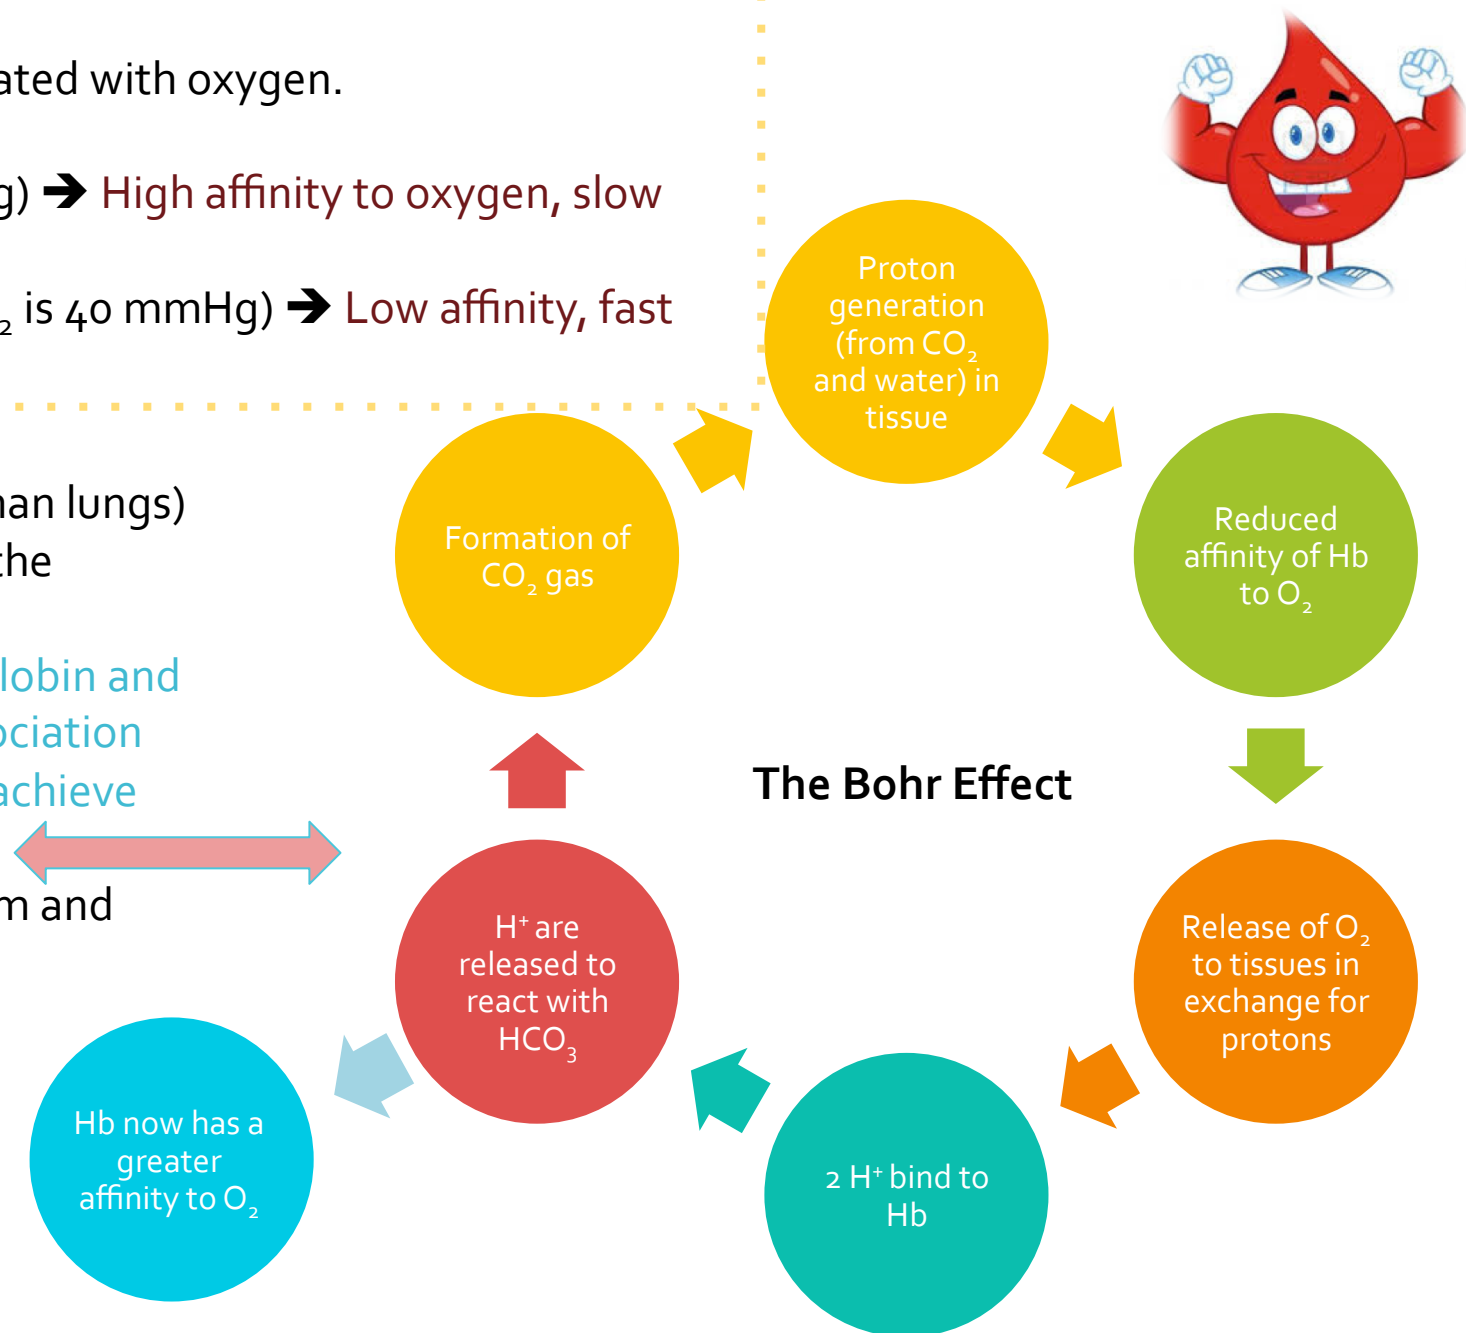 ated with oxygen.
g) ➔ High affinity to oxygen, slow
₂ is 40 mmHg) ➔ Low affinity, fast
han lungs)
the
lobin and
ociation
achieve
m and
Proton
generation
(from CO₂
and water) in
tissue
Reduced
affinity of Hb
to O₂
Release of O₂
to tissues in
exchange for
protons
2 H⁺ bind to
Hb
H⁺ are
released to
react with
HCO₃
Formation of
CO₂ gas
Hb now has a
greater
affinity to O₂
The Bohr Effect